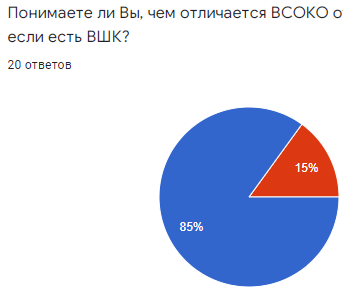 Понимаете ли Вы, чем отличается ВСОКО о
если есть ВШК?
20 ответов
15%
85%